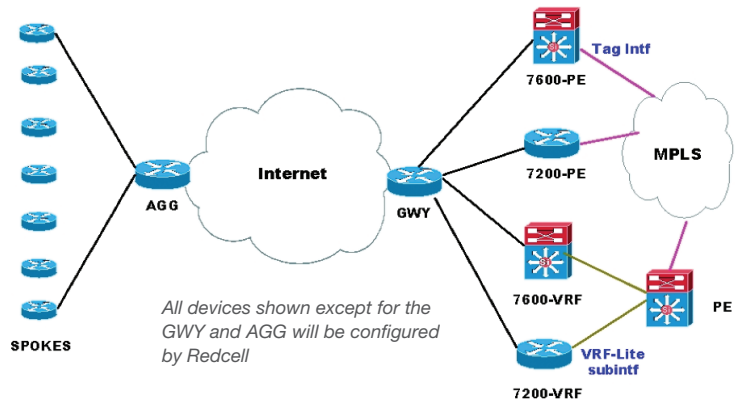 Tag Intf
7600-PE
MPLS
7200-PE
Internet
AGG
GWY
7600-VRF
PE
All devices shown except for the
GWY and AGG will be configured
by Redcell
SPOKES
VRF-Lite
subintf
7200-VRF